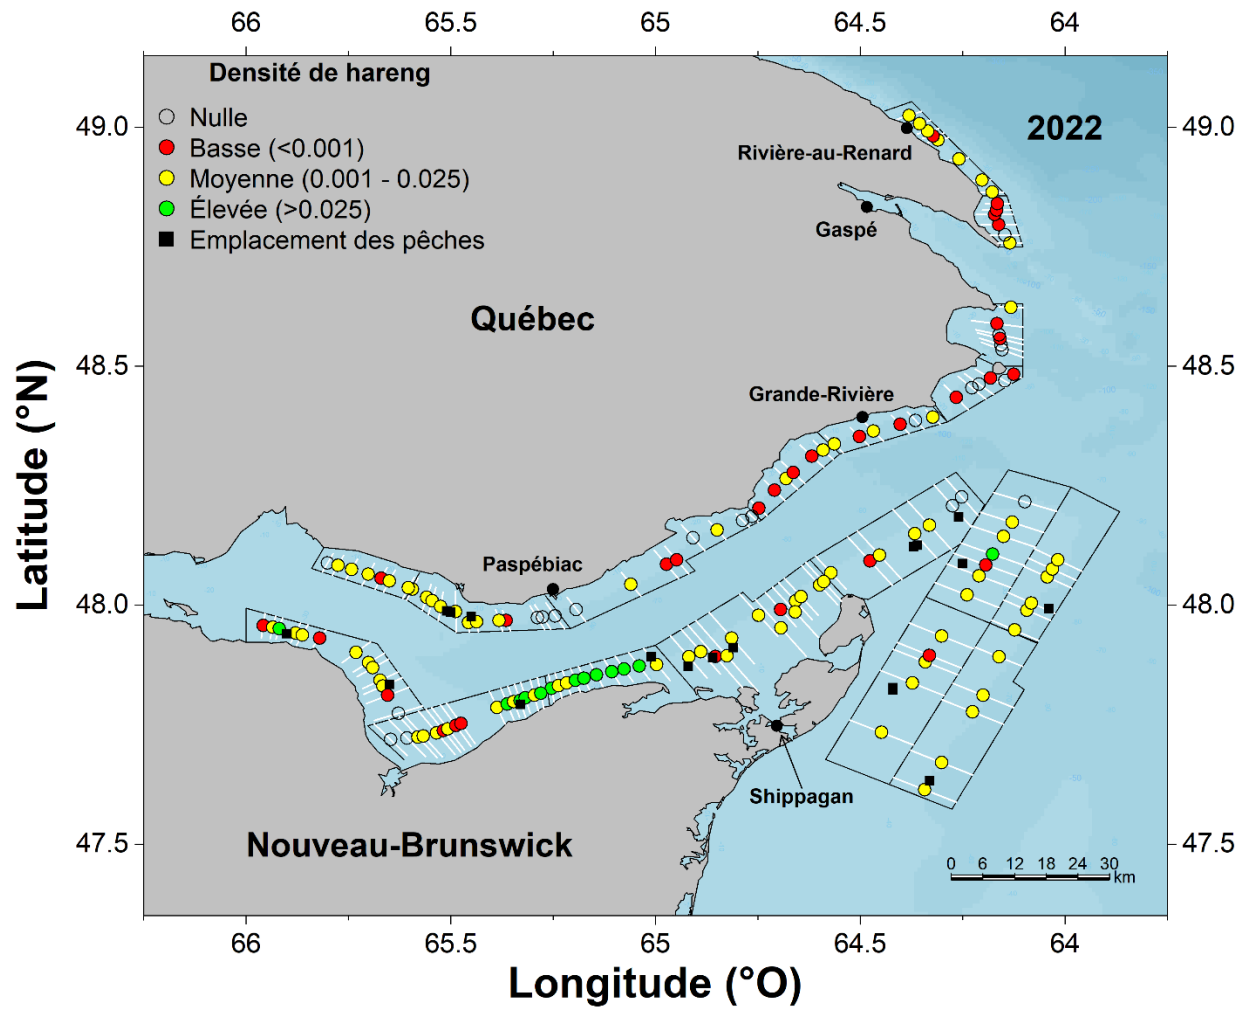 66 65.5 65 64.5 64
Densité de hareng
Nulle
Basse (<0.001)
Moyenne (0.001 - 0.025)
Élevée (>0.025)
Emplacement des pêches
2022
49.0 49.0
Rivière-au-Renard
Gaspé
Québec
48.5 48.5
Grande-Rivière
Latitude (°N)
Paspébiac
48.0 48.0
Shippagan
Nouveau-Brunswick
47.5 47.5
0 6 12 18 24 30
km
66 65.5 65 64.5 64
Longitude (°O)